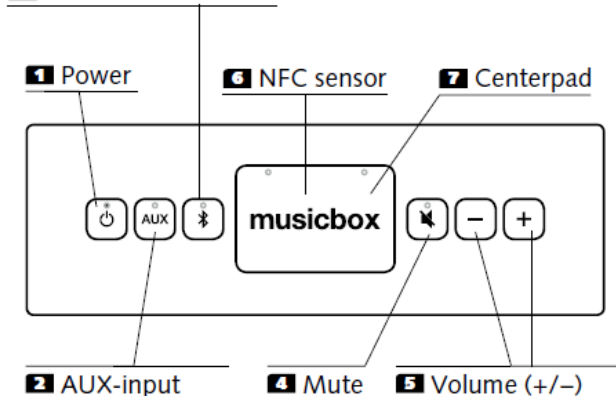 1 Power
6 NFC sensor
7 Centerpad
AUX
musicbox
2 AUX-input
4 Mute
5 Volume (+/−)